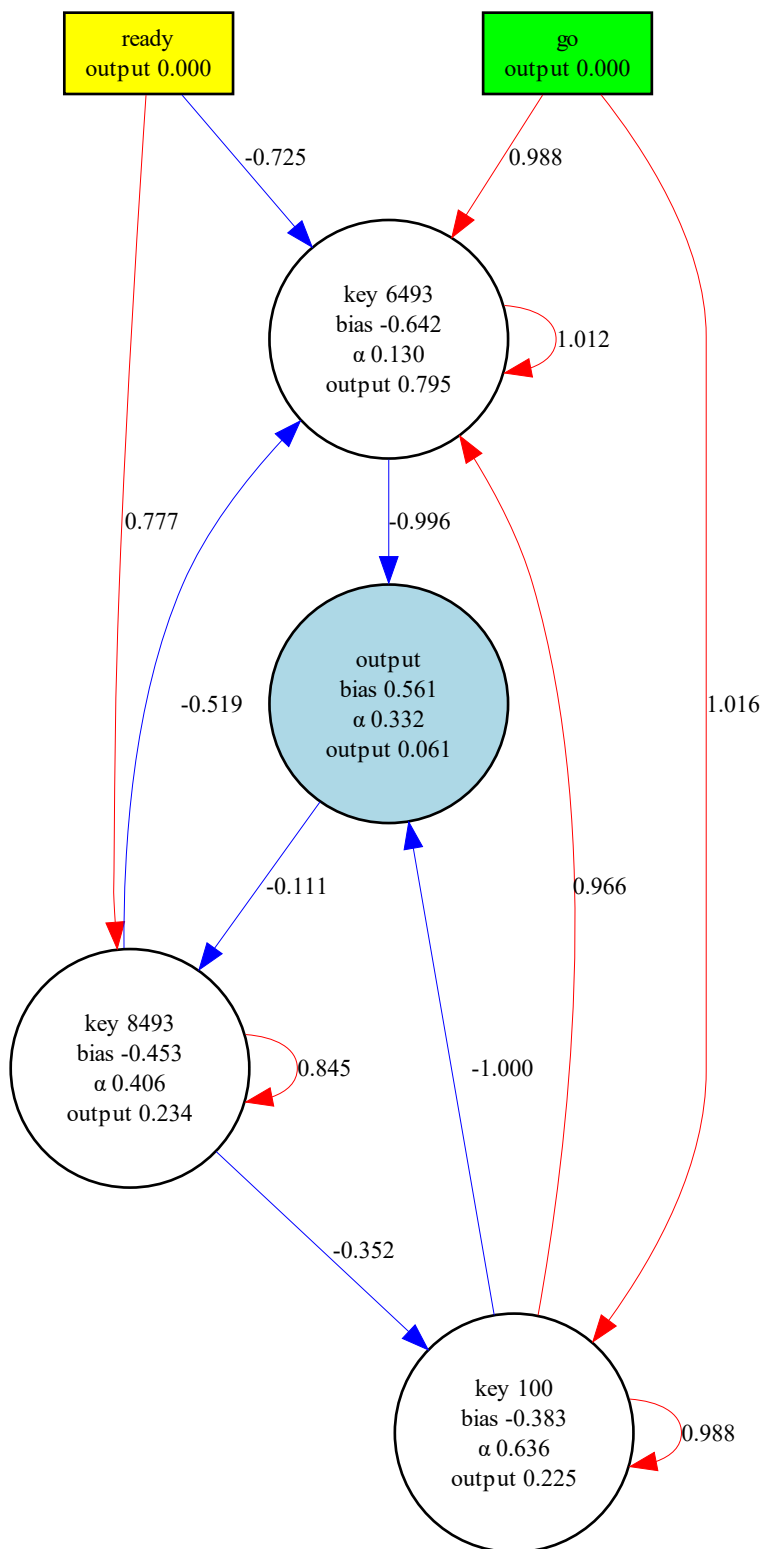 ready
output 0.000
go
output 0.000
-0.725
0.988
key 6493
bias -0.642
α 0.130
output 0.795
1.012
0.777
-0.996
output
bias 0.561
α 0.332
output 0.061
-0.519
1.016
-0.111
0.966
key 8493
bias -0.453
α 0.406
output 0.234
0.845
-1.000
-0.352
key 100
bias -0.383
α 0.636
output 0.225
0.988